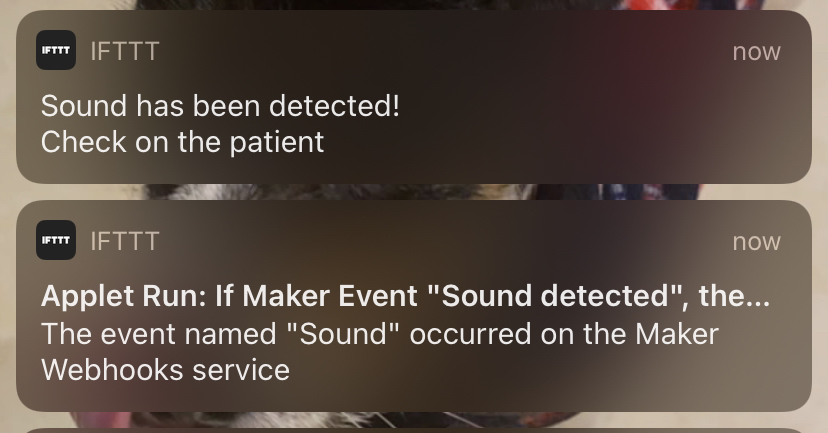 IFTTT
IFTTT
now
Sound has been detected!
Check on the patient
IFTTT
IFTTT
now
Applet Run: If Maker Event "Sound detected", the...
The event named "Sound" occurred on the Maker
Webhooks service